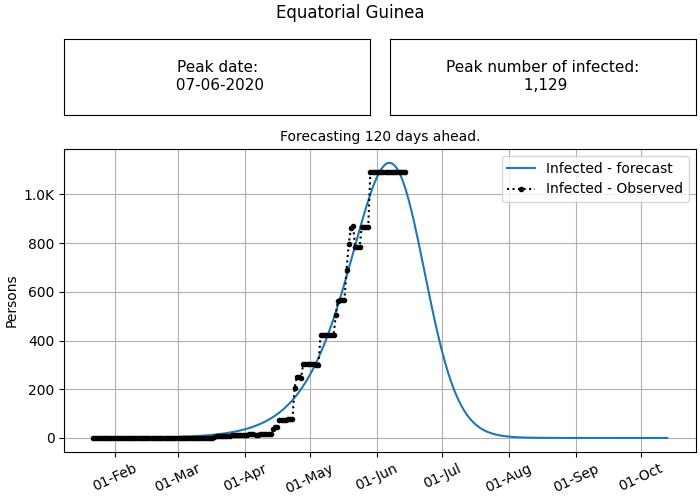 Equatorial Guinea
Peak date:
07-06-2020
Peak number of infected:
1,129
Forecasting 120 days ahead.
Infected - forecast
Infected - Observed
Persons
1.0K
800
600
400
200
0
01-Feb
01-Mar
01-Apr
01-May
01-Jun
01-Jul
01-Aug
01-Sep
01-Oct